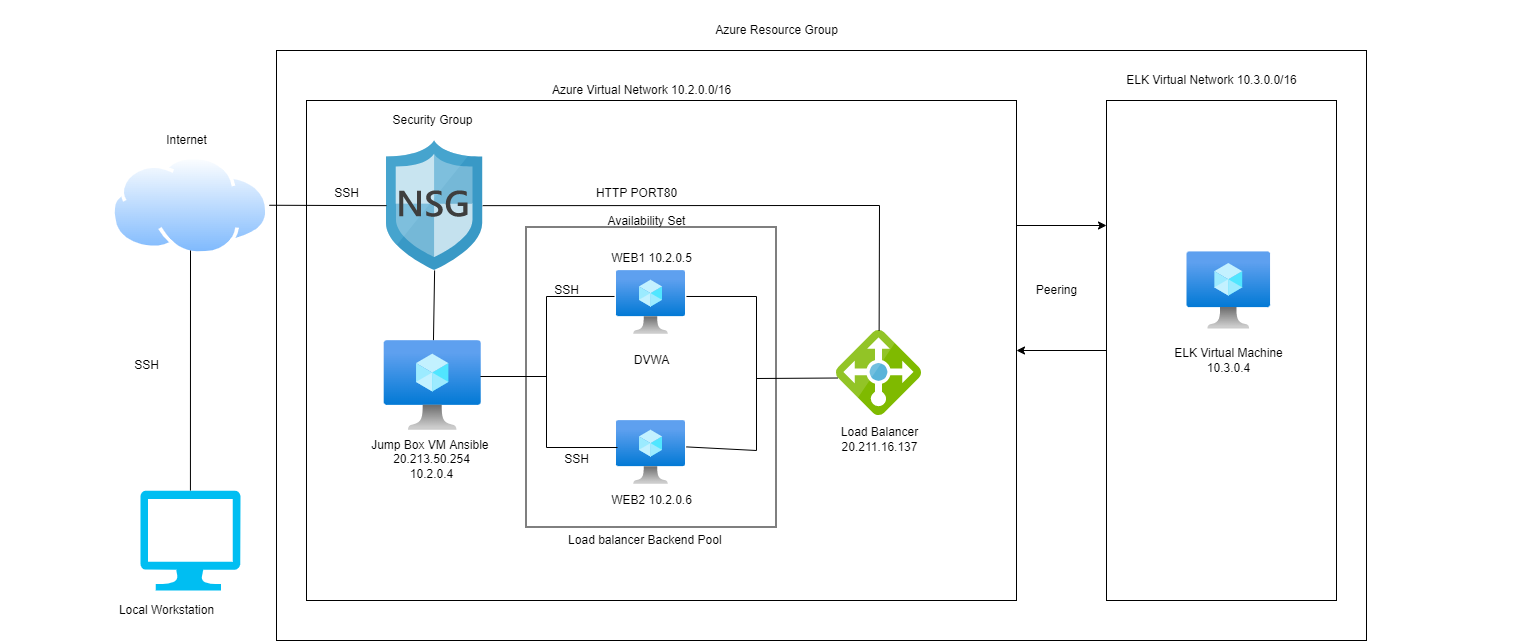 Azure Resource Group
Azure Virtual Network 10.2.0.0/16
ELK Virtual Network 10.3.0.0/16
Security Group
Internet
SSH
NSG
HTTP PORT80
Availability Set
WEB1 10.2.0.5
SSH
Peering
DVWA
ELK Virtual Machine
10.3.0.4
SSH
Load Balancer
20.211.16.137
Jump Box VM Ansible
20.213.50.254
10.2.0.4
SSH
WEB2 10.2.0.6
Load balancer Backend Pool
Local Workstation